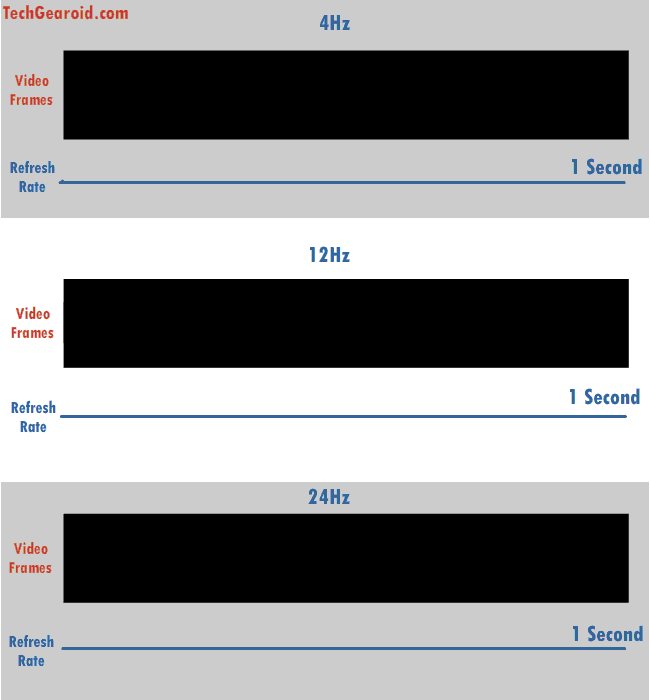 TechGearoid.com
4Hz
Video
Frames
1 Second
Refresh
Rate
12Hz
Video
Frames
1 Second
Refresh
Rate
24Hz
Video
Frames
1 Second
Refresh
Rate